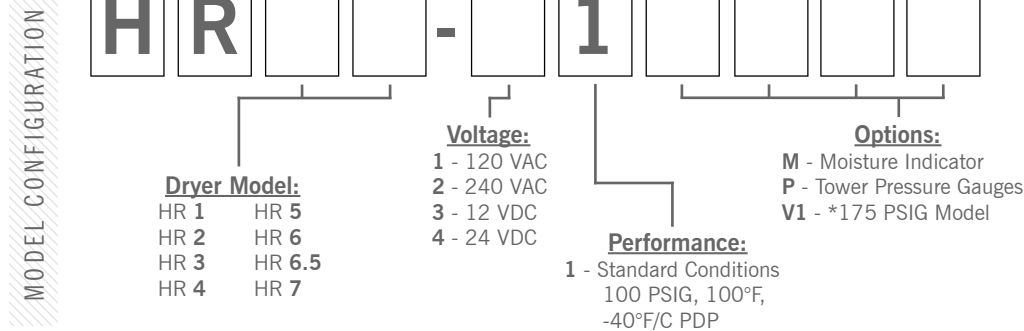 MODEL CONFIGURATION
H R - 1
Dryer Model:
HR 1 HR 5
HR 2 HR 6
HR 3 HR 6.5
HR 4 HR 7
Voltage:
1 - 120 VAC
2 - 240 VAC
3 - 12 VDC
4 - 24 VDC
Performance:
1 - Standard Conditions
100 PSIG, 100°F,
-40°F/C PDP
Options:
M - Moisture Indicator
P - Tower Pressure Gauges
V1 - *175 PSIG Model